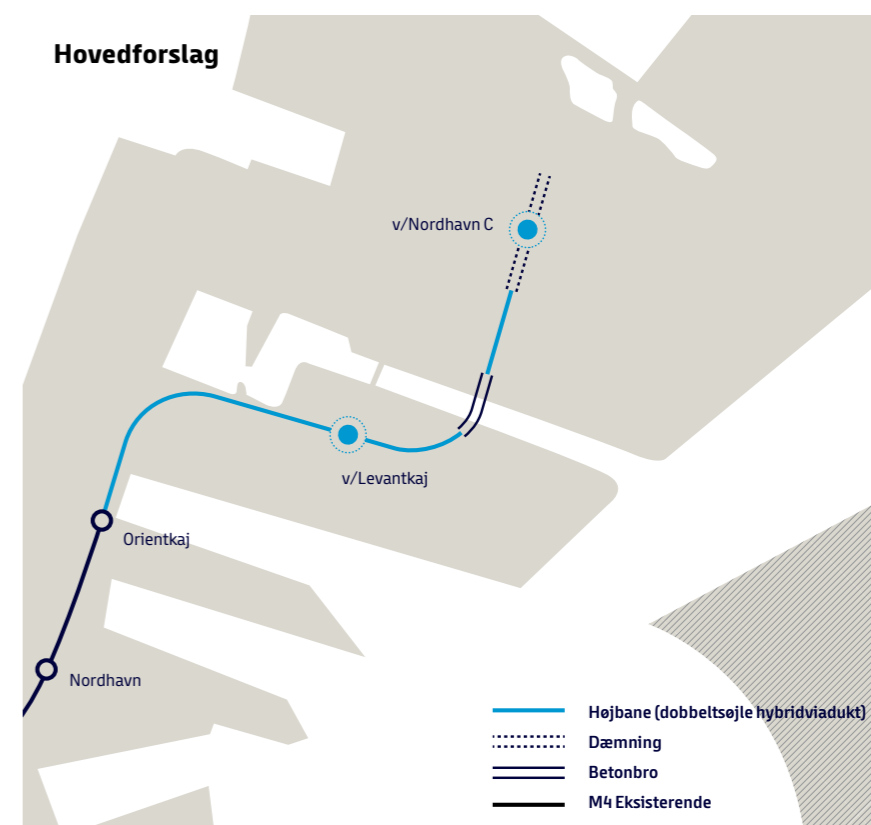 Hovedforslag
v/Nordhavn C
v/Levantkaj
Orientkaj
Nordhavn
Højbane (dobbeltsøjle hybridviadukt)
Dæmning
Betonbro
M4 Eksisterende